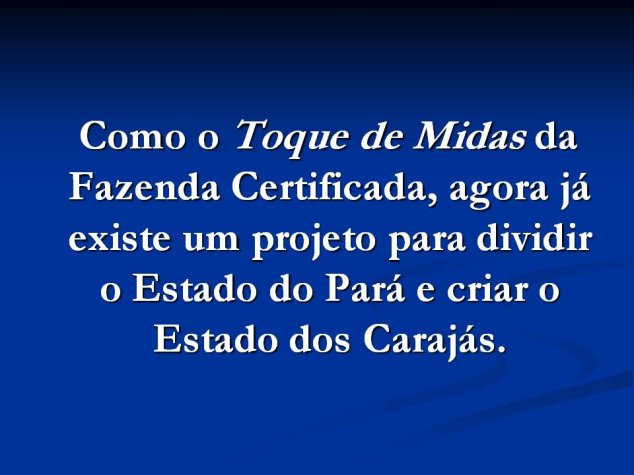 Como o Toque de Midas da
Fazenda Certificada, agora já
existe um projeto para dividir
o Estado do Pará e criar o
Estado dos Carajás.